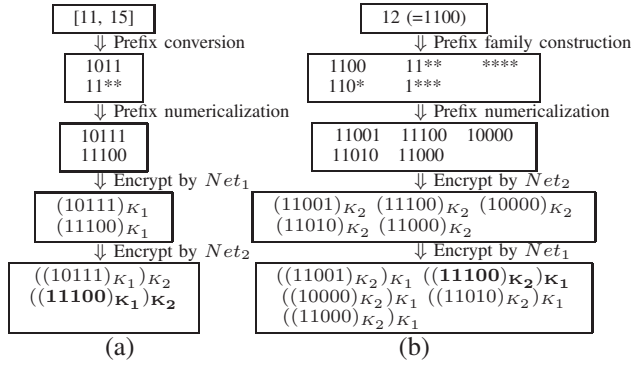 [11, 15]
⇓ Prefix conversion
1011
11**
⇓ Prefix numericalization
10111
11100
⇓ Encrypt by Net₁
(10111)K₁
(11100)K₁
⇓ Encrypt by Net₂
((10111)K₁)K₂
((11100)K₁)K₂
(a)
12 (=1100)
⇓ Prefix family construction
1100 11** ****
110* 1***
⇓ Prefix numericalization
11001 11100 10000
11010 11000
⇓ Encrypt by Net₂
(11001)K₂ (11100)K₂ (10000)K₂
(11010)K₂ (11000)K₂
⇓ Encrypt by Net₁
((11001)K₂)K₁ ((11100)K₂)K₁
((10000)K₂)K₁ ((11010)K₂)K₁
((11000)K₂)K₁
(b)